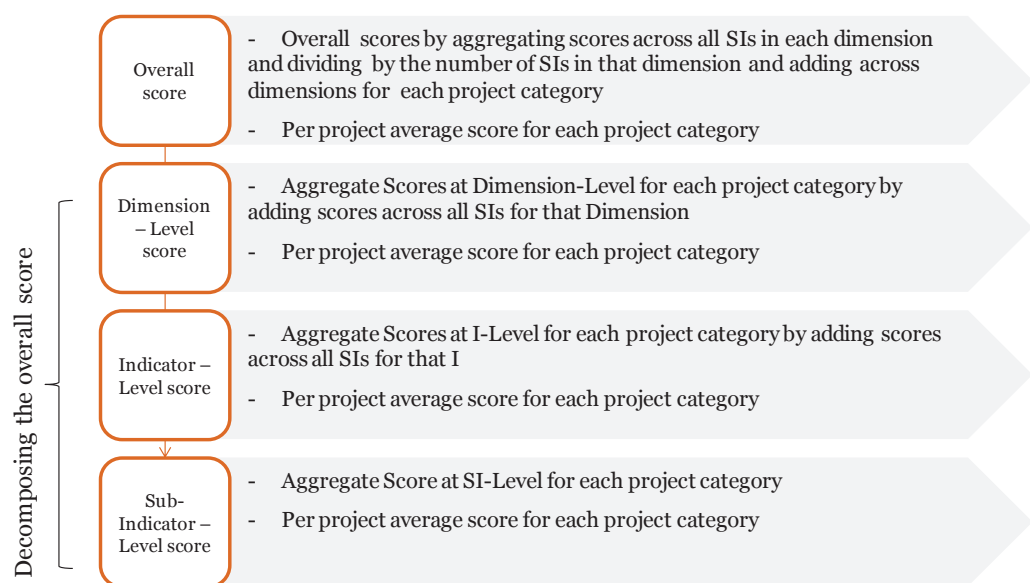 Overall
score
- Overall scores by aggregating scores across all SIs in each dimension
and dividing by the number of SIs in that dimension and adding across
dimensions for each project category
- Per project average score for each project category
Decomposing the overall score
Dimension
– Level
score
- Aggregate Scores at Dimension-Level for each project category by
adding scores across all SIs for that Dimension
- Per project average score for each project category
Indicator –
Level score
- Aggregate Scores at I-Level for each project category by adding scores
across all SIs for that I
- Per project average score for each project category
Sub-
Indicator –
Level score
- Aggregate Score at SI-Level for each project category
- Per project average score for each project category